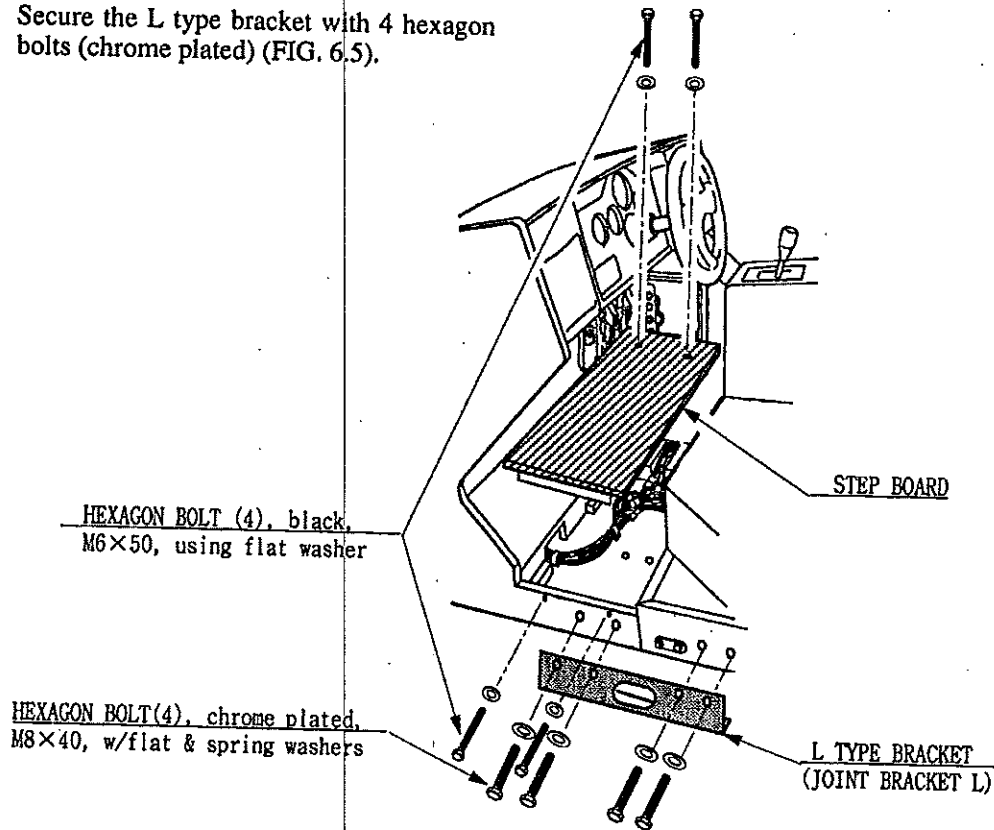 Secure the L type bracket with 4 hexagon
bolts (chrome plated) (FIG. 6.5).
STEP BOARD
HEXAGON BOLT (4), black,
M6×50, using flat washer
HEXAGON BOLT(4), chrome plated,
M8×40, w/flat & spring washers
L TYPE BRACKET
(JOINT BRACKET L)